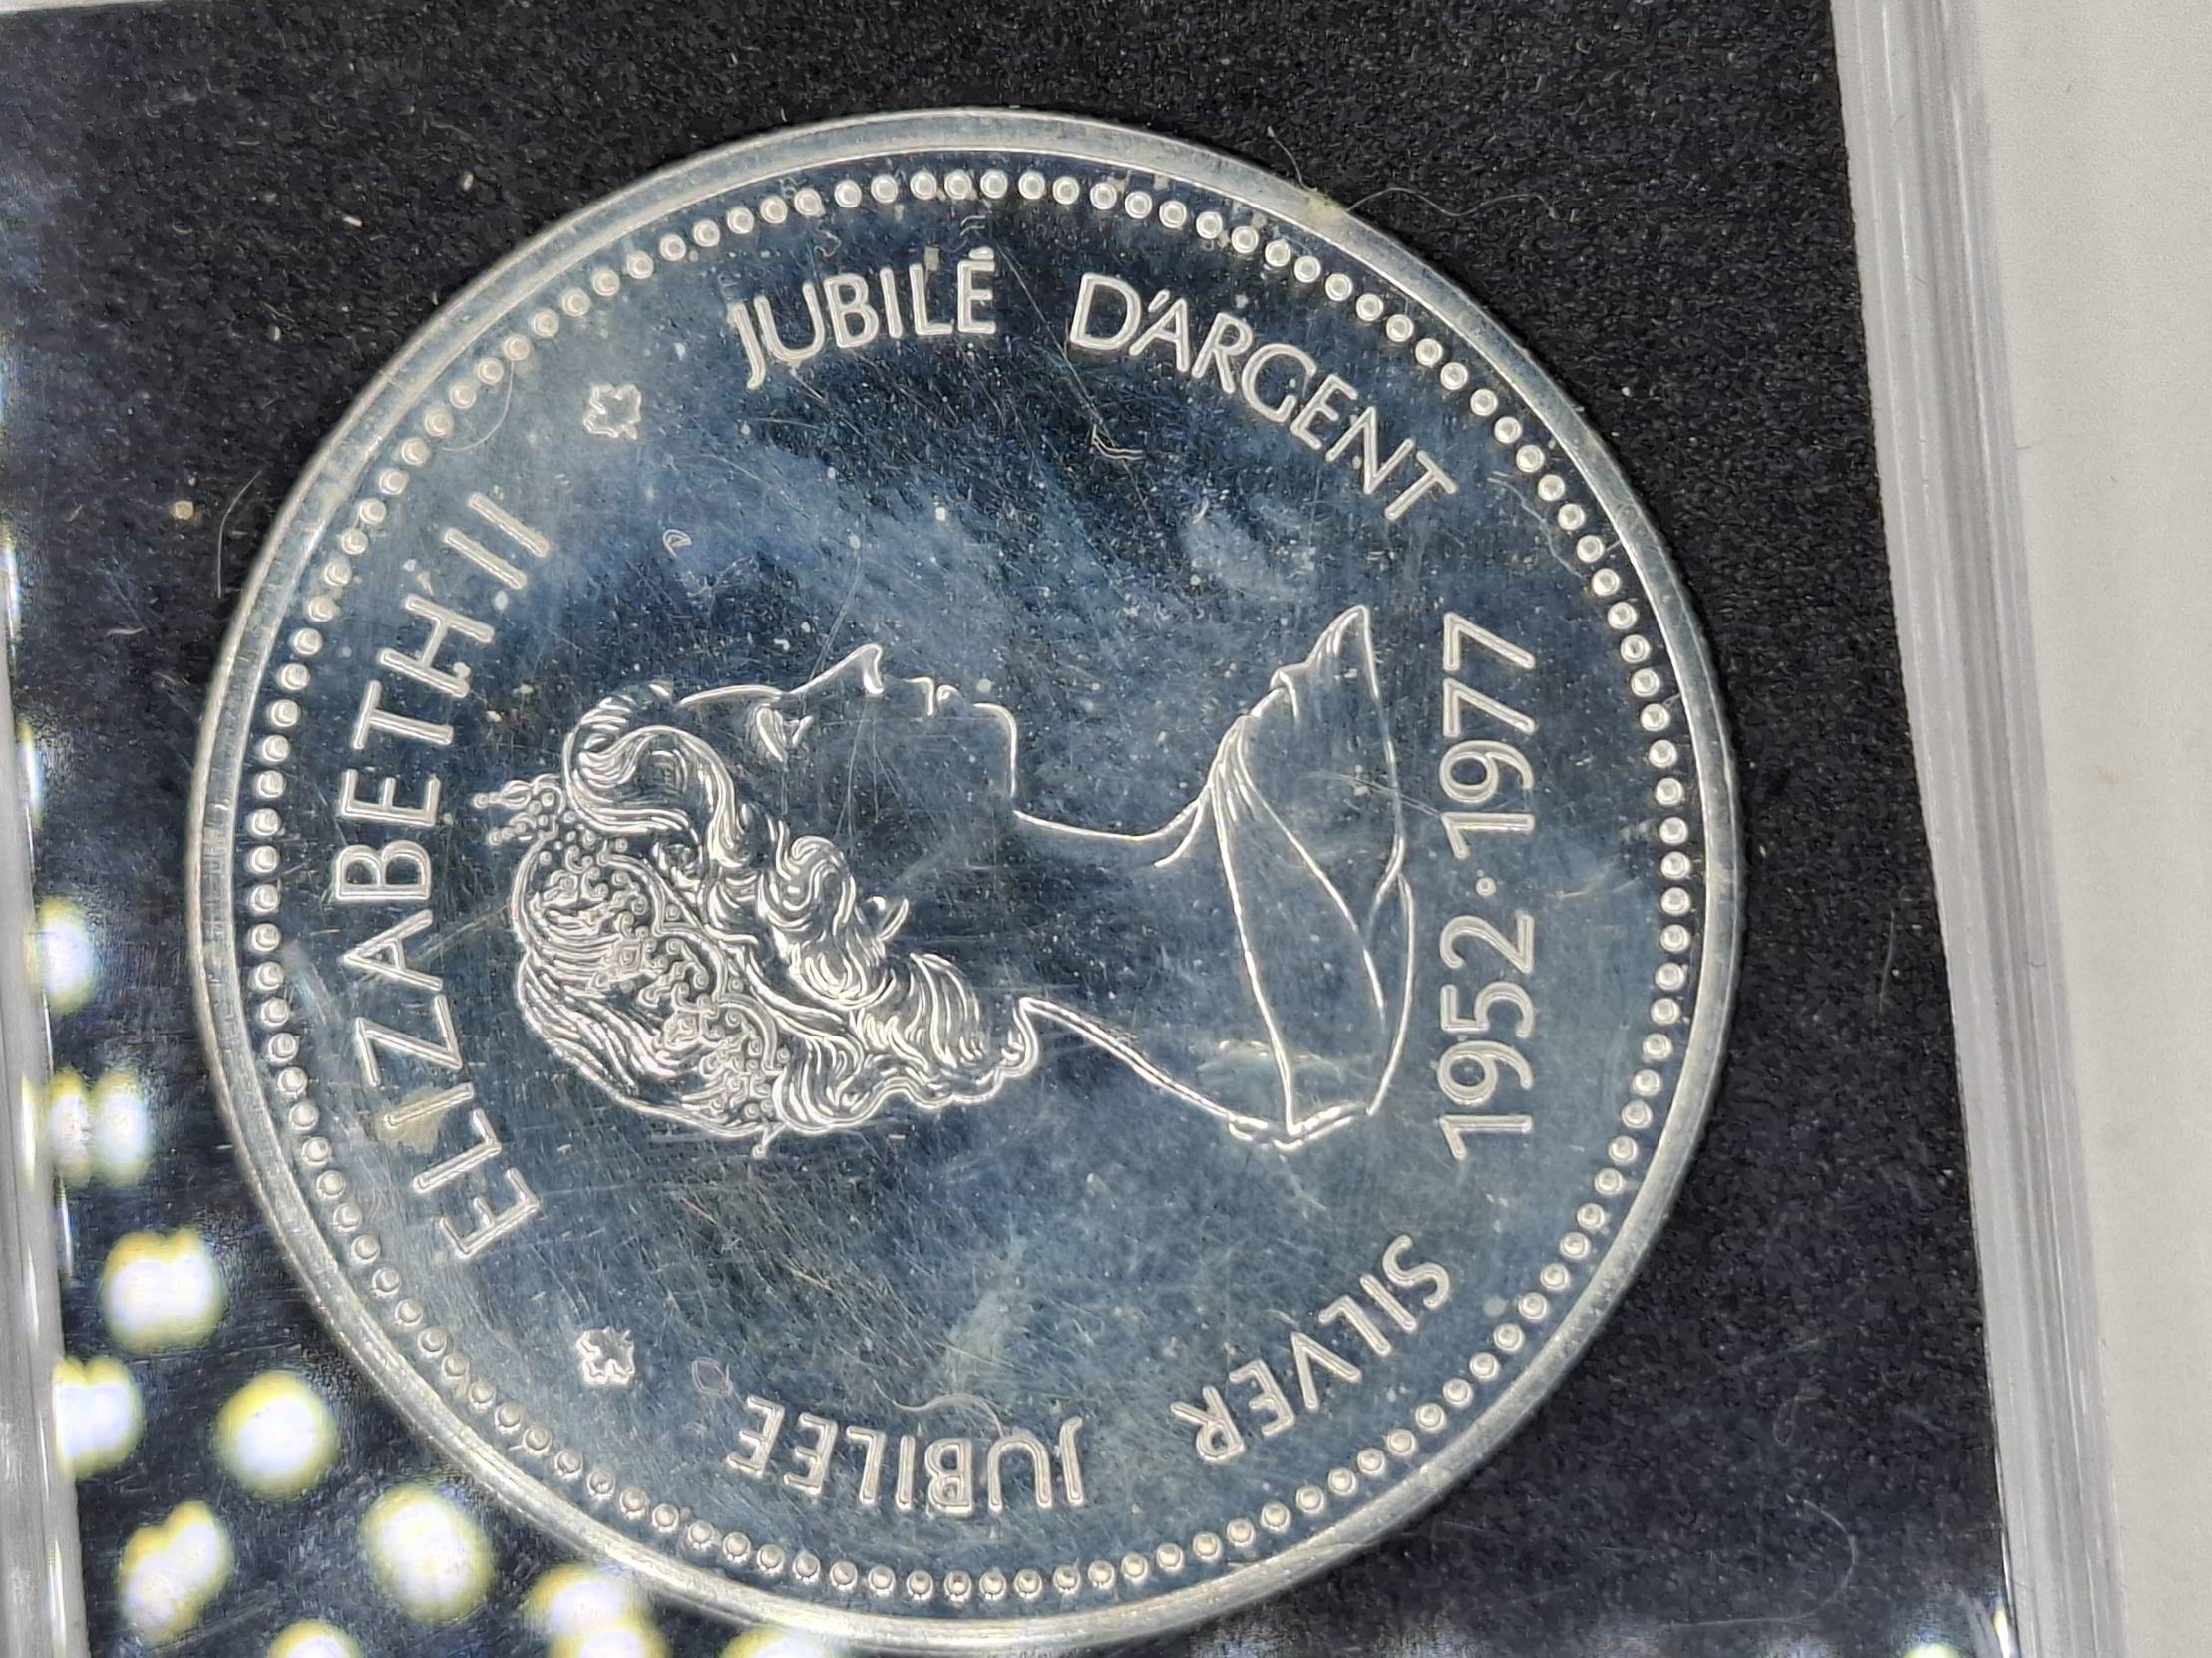 ELIZABETH II
JUBILÉ D'ARGENT
SILVER JUBILEE
1952·1977